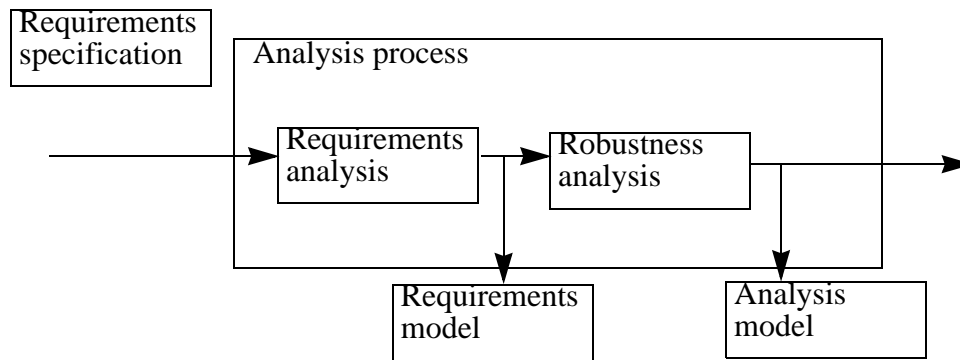 Requirements
specification
Analysis process
Requirements
analysis
Robustness
analysis
Requirements
model
Analysis
model